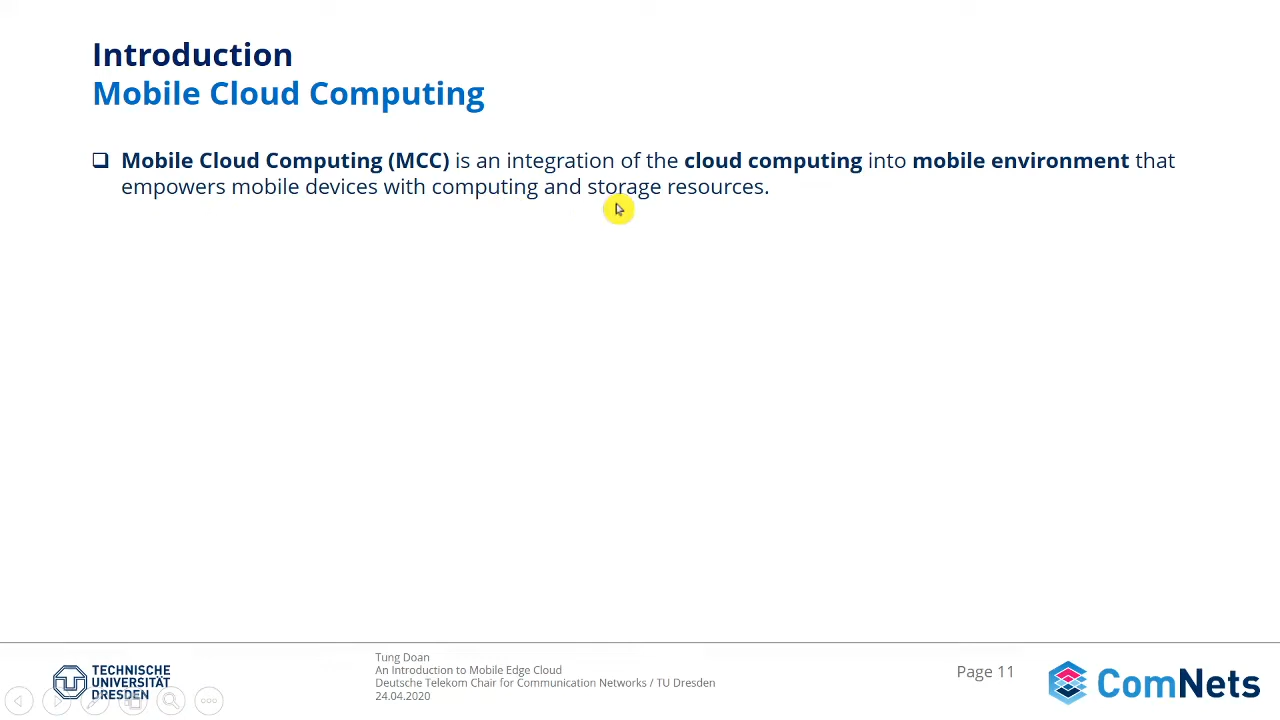 Introduction
Mobile Cloud Computing
Mobile Cloud Computing (MCC) is an integration of the cloud computing into mobile environment that
empowers mobile devices with computing and storage resources.
TECHNISCHE
UNIVERSITÄT
DRESDEN
Tung Doan
An Introduction to Mobile Edge Cloud
Deutsche Telekom Chair for Communication Networks / TU Dresden
24.04.2020
Page 11
ComNets